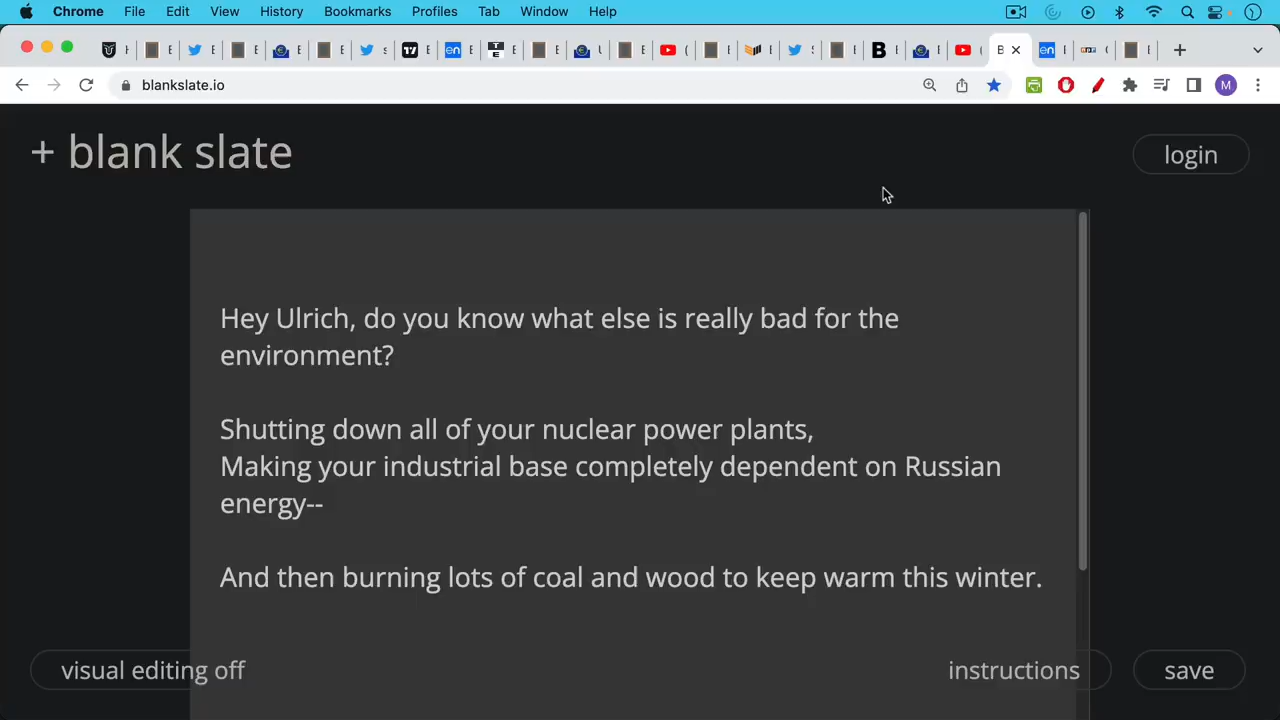 Chrome File Edit View History Bookmarks Profiles Tab Window Help
blankslate.io
M
+ blank slate
login
Hey Ulrich, do you know what else is really bad for the
environment?
Shutting down all of your nuclear power plants,
Making your industrial base completely dependent on Russian
energy--
And then burning lots of coal and wood to keep warm this winter.
visual editing off
instructions
save